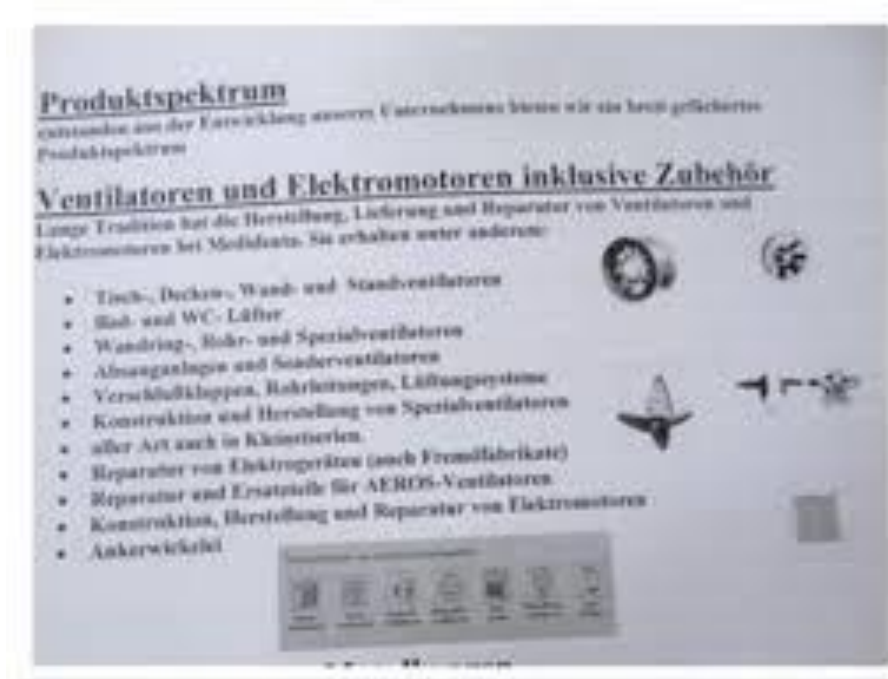 Produktspektrum
entstanden aus der Entwicklung unseres Unternehmens bieten wir ein breit gefächertes
Produktspektrum
Ventilatoren und Elektromotoren inklusive Zubehör
Lange Tradition hat die Herstellung, Lieferung und Reparatur von Ventilatoren und
Elektromotoren bei Sie erhalten unter anderem:
• Tisch-, Decken-, Wand- und Standventilatoren
• Bad- und WC- Lüfter
• Wandring-, Rohr- und Spezialventilatoren
• Absauganlagen und Sonderventilatoren
• Verschlußklappen, Rohrleitungen, Lüftungssysteme
• Konstruktion und Herstellung von Spezialventilatoren
• aller Art auch in Kleinstserien.
• Reparatur von Elektrogeräten (auch Fremdfabrikate)
• Reparatur und Ersatzteile für AEROS-Ventilatoren
• Konstruktion, Herstellung und Reparatur von Elektromotoren
• Ankerwickelei